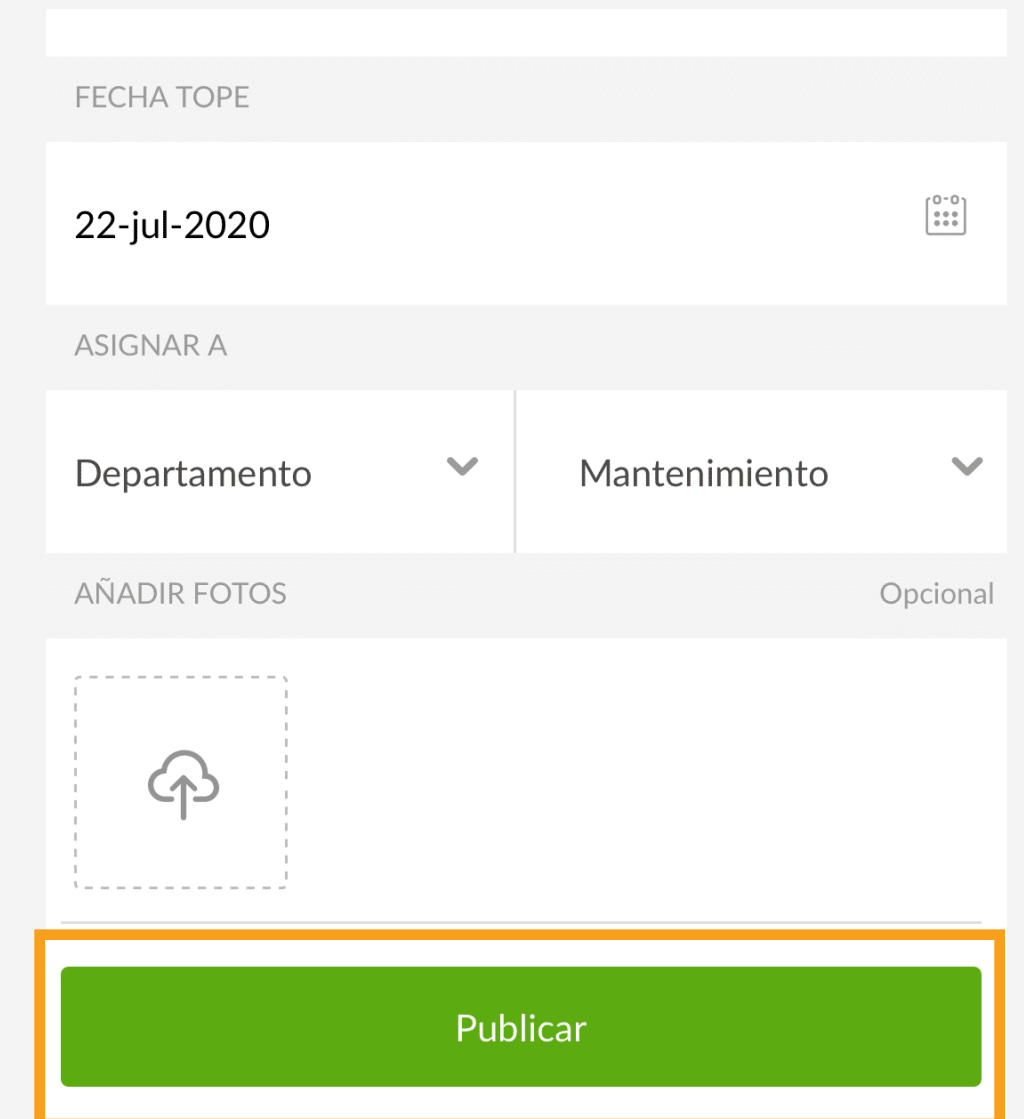 FECHA TOPE
22-jul-2020
ASIGNAR A
Departamento Mantenimiento
AÑADIR FOTOS Opcional
Publicar